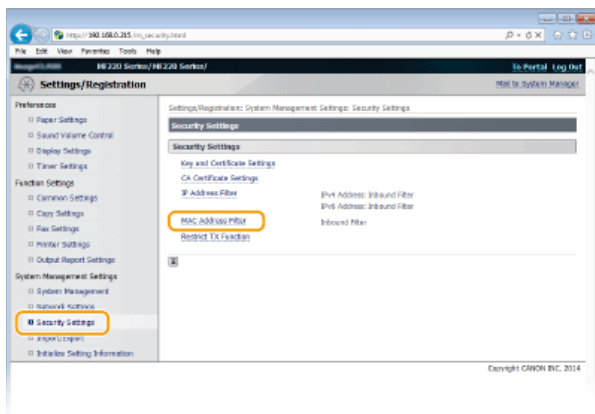 http://192.168.0.215/m_security.html
File Edit View Favorites Tools Help
MF220 Series/MF220 Series/
To Portal Log Out
Settings/Registration
Mail to System Manager
Preferences
Paper Settings
Sound Volume Control
Display Settings
Timer Settings
Function Settings
Common Settings
Copy Settings
Fax Settings
Printer Settings
Output Report Settings
System Management Settings
System Management
Network Settings
Security Settings
Import/Export
Initialize Setting Information
Settings/Registration: System Management Settings: Security Settings
Security Settings
Security Settings
Key and Certificate Settings
CA Certificate Settings
IP Address Filter
IPv4 Address: Inbound Filter
IPv6 Address: Inbound Filter
MAC Address Filter
Inbound Filter
Restrict TX Function
Copyright CANON INC. 2014